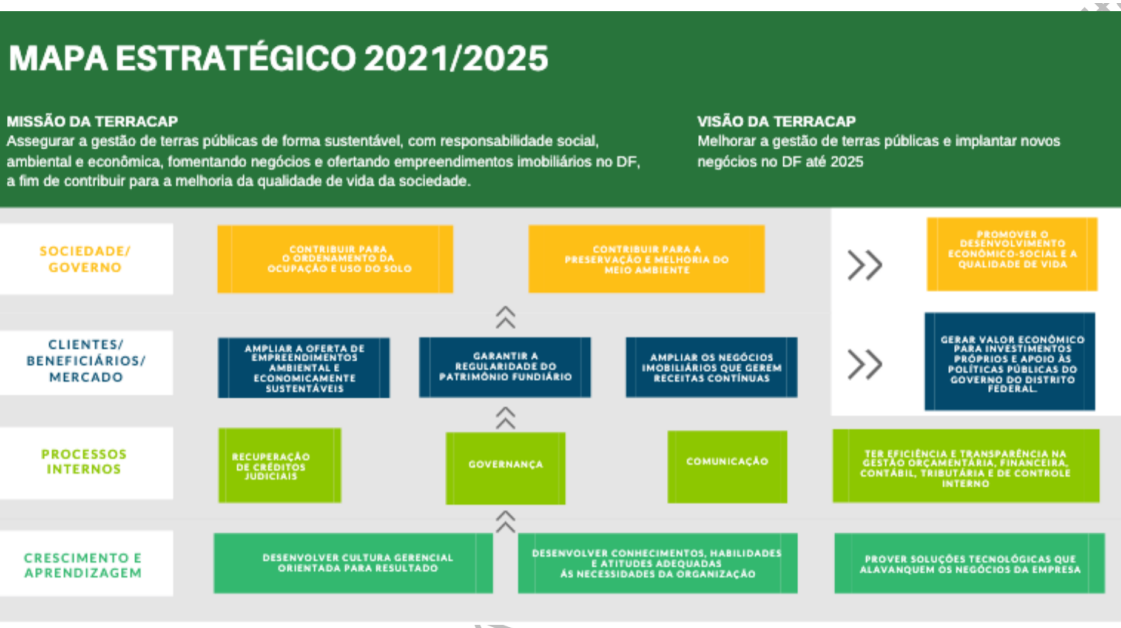 MAPA ESTRATÉGICO 2021/2025
MISSÃO DA TERRACAP
Assegurar a gestão de terras públicas de forma sustentável, com responsabilidade social,
ambiental e econômica, fomentando negócios e ofertando empreendimentos imobiliários no DF,
a fim de contribuir para a melhoria da qualidade de vida da sociedade.
VISÃO DA TERRACAP
Melhorar a gestão de terras públicas e implantar novos
negócios no DF até 2025
SOCIEDADE/
GOVERNO
CONTRIBUIR PARA
O ORDENAMENTO DA
OCUPAÇÃO E USO DO SOLO
CONTRIBUIR PARA A
PRESERVAÇÃO E MELHORIA DO
MEIO AMBIENTE
PROMOVER O
DESENVOLVIMENTO
ECONÔMICO-SOCIAL E A
QUALIDADE DE VIDA
CLIENTES/
BENEFICIÁRIOS/
MERCADO
AMPLIAR A OFERTA DE
EMPREENDIMENTOS
AMBIENTAL E
ECONOMICAMENTE
SUSTENTÁVEIS
GARANTIR A
REGULARIDADE DO
PATRIMÔNIO FUNDIÁRIO
AMPLIAR OS NEGÓCIOS
IMOBILIÁRIOS QUE GEREM
RECEITAS CONTÍNUAS
GERAR VALOR ECONÔMICO
PARA INVESTIMENTOS
PRÓPRIOS E APOIO ÀS
POLÍTICAS PÚBLICAS DO
GOVERNO DO DISTRITO
FEDERAL.
PROCESSOS
INTERNOS
RECUPERAÇÃO
DE CRÉDITOS
JUDICIAIS
GOVERNANÇA
COMUNICAÇÃO
TER EFICIÊNCIA E TRANSPARÊNCIA NA
GESTÃO ORÇAMENTÁRIA, FINANCEIRA,
CONTÁBIL, TRIBUTÁRIA E DE CONTROLE
INTERNO
CRESCIMENTO E
APRENDIZAGEM
DESENVOLVER CULTURA GERENCIAL
ORIENTADA PARA RESULTADO
DESENVOLVER CONHECIMENTOS, HABILIDADES
E ATITUDES ADEQUADAS
ÀS NECESSIDADES DA ORGANIZAÇÃO
PROVER SOLUÇÕES TECNOLÓGICAS QUE
ALAVANQUEM OS NEGÓCIOS DA EMPRESA